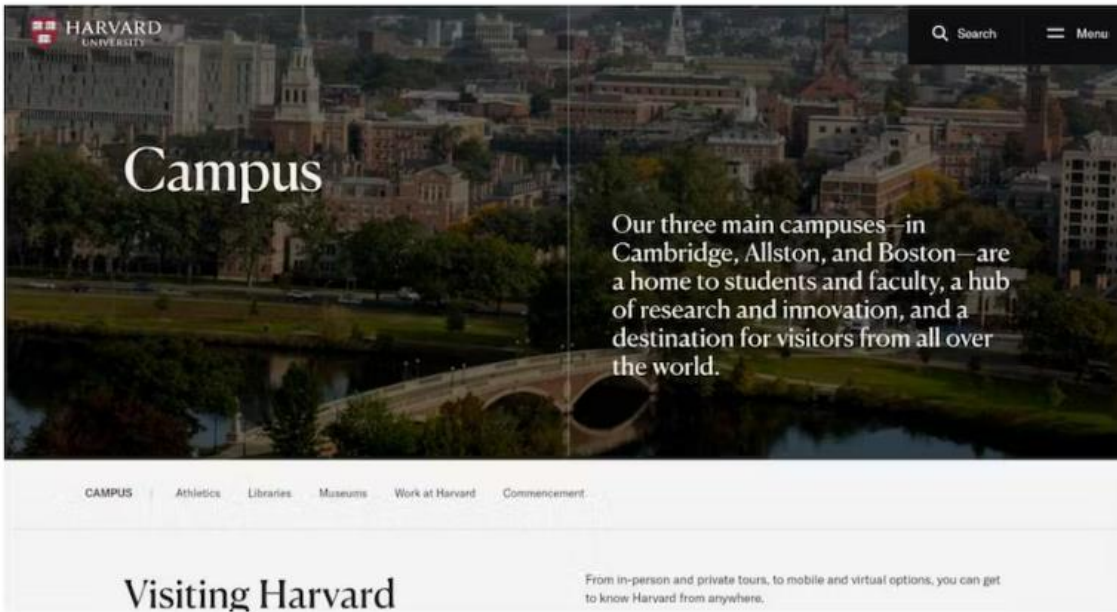 HARVARD
UNIVERSITY
Search
Menu
Campus
Our three main campuses—in
Cambridge, Allston, and Boston—are
a home to students and faculty, a hub
of research and innovation, and a
destination for visitors from all over
the world.
CAMPUS
Athletics
Libraries
Museums
Work at Harvard
Commencement
Visiting Harvard
From in-person and private tours, to mobile and virtual options, you can get
to know Harvard from anywhere.